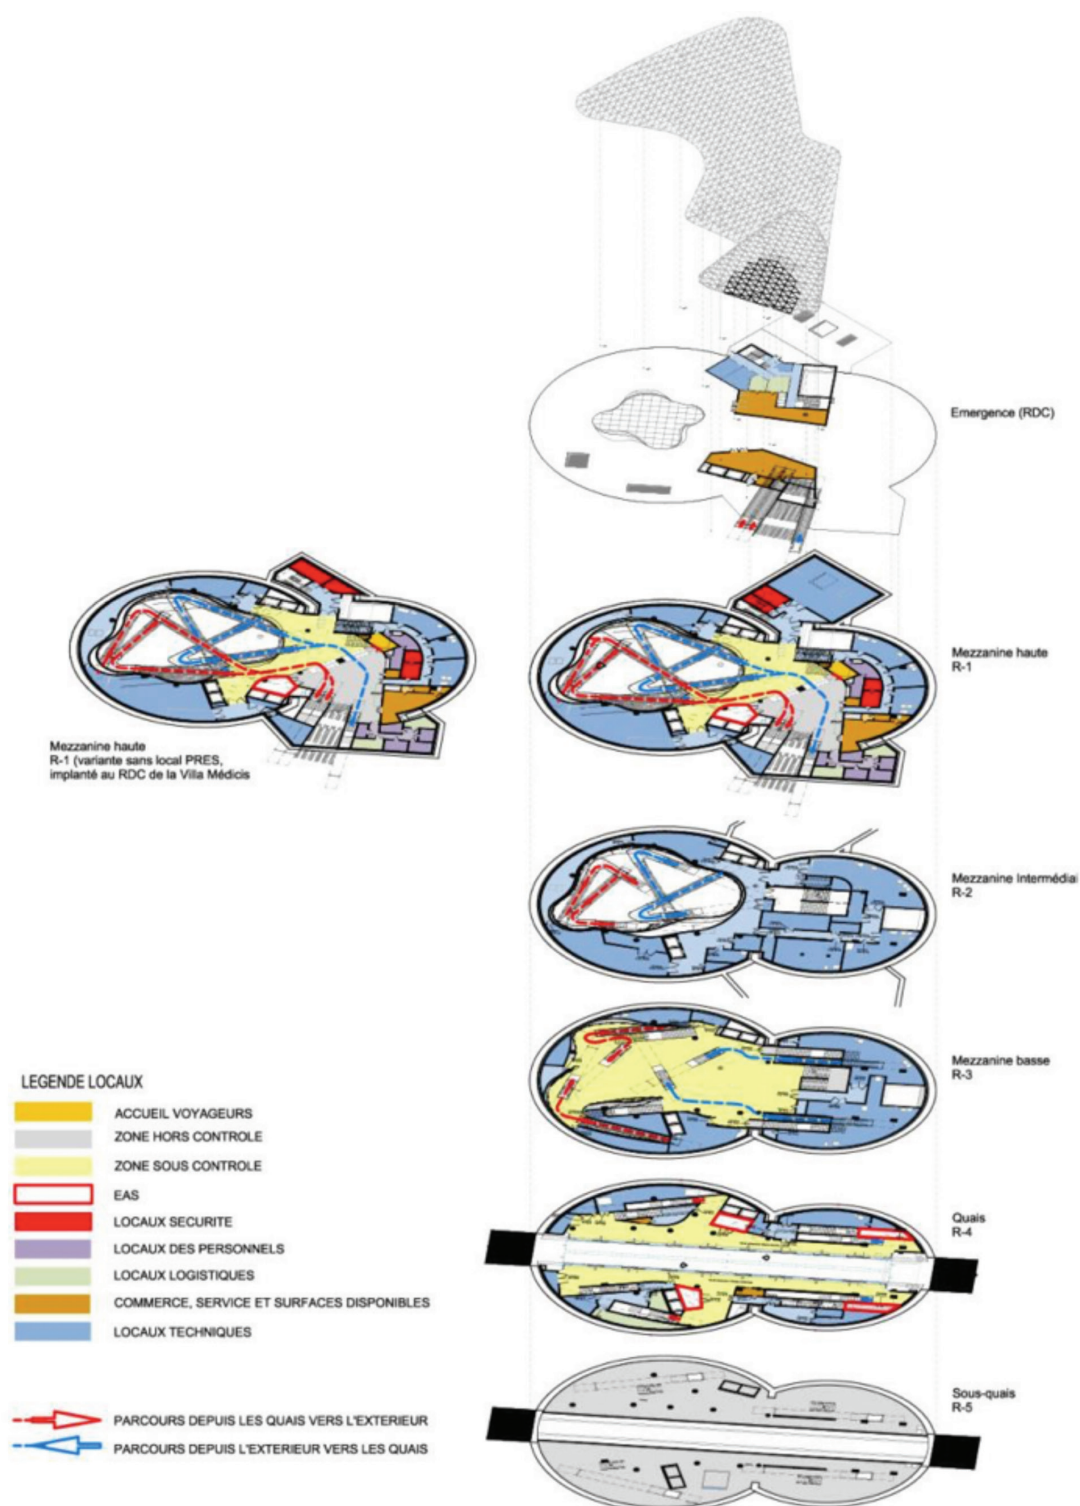 Emergence (RDC)
Mezzanine haute
R-1
Mezzanine haute
R-1 (variante sans local PRES,
implanté au RDC de la Villa Médicis
Mezzanine Intermédiai
R-2
Mezzanine basse
R-3
LEGENDE LOCAUX
ACCUEIL VOYAGEURS
ZONE HORS CONTROLE
ZONE SOUS CONTROLE
EAS
LOCAUX SECURITE
LOCAUX DES PERSONNELS
LOCAUX LOGISTIQUES
COMMERCE, SERVICE ET SURFACES DISPONIBLES
LOCAUX TECHNIQUES
Quais
R-4
Sous-quais
R-5
PARCOURS DEPUIS LES QUAIS VERS L'EXTERIEUR
PARCOURS DEPUIS L'EXTERIEUR VERS LES QUAIS